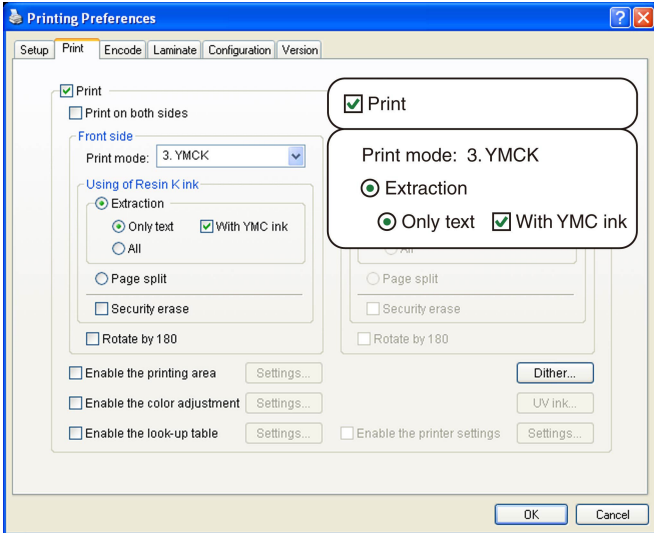 Printing Preferences
Setup Print Encode Laminate Configuration Version
Print
Print on both sides
Front side
Print mode: 3. YMCK
Using of Resin K ink
Extraction
Only text With YMC ink
All
Page split
Security erase
Rotate by 180
Print
Print mode: 3. YMCK
Extraction
Only text With YMC ink
All
Page split
Security erase
Rotate by 180
Enable the printing area Settings... Dither...
Enable the color adjustment Settings... UV ink...
Enable the look-up table Settings... Enable the printer settings Settings...
OK Cancel